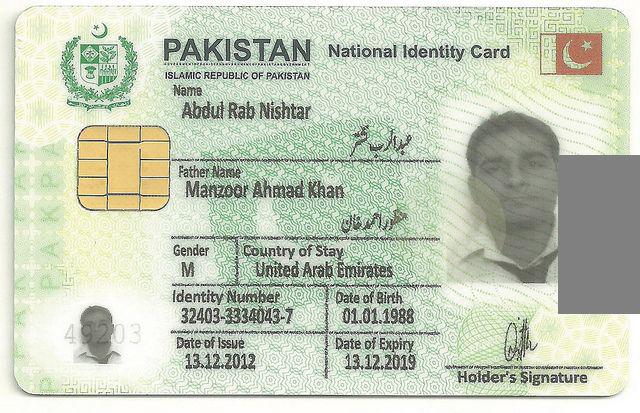 PAKISTAN National Identity Card
ISLAMIC REPUBLIC OF PAKISTAN
Name
Abdul Rab Nishtar
عبدالرب نشتر
Father Name
Manzoor Ahmad Khan
منظور احمد خان
Gender Country of Stay
M United Arab Emirates
Identity Number Date of Birth
32403-3334043-7 01.01.1988
49203
Date of Issue Date of Expiry
13.12.2012 13.12.2019
Holder's Signature